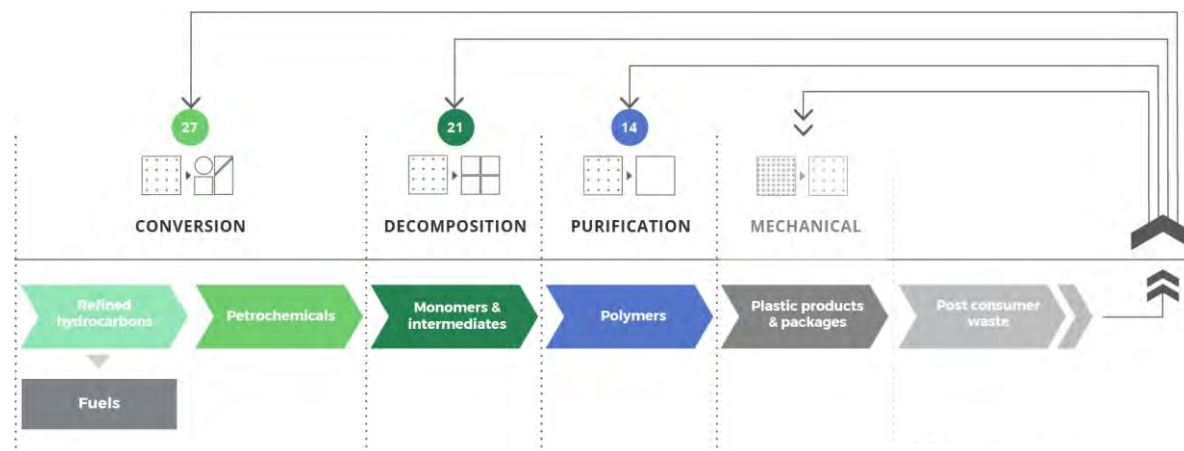 27
21
14
CONVERSION
DECOMPOSITION
PURIFICATION
MECHANICAL
Refined
hydrocarbons
Petrochemicals
Monomers &
intermediates
Polymers
Plastic products
& packages
Post consumer
waste
Fuels